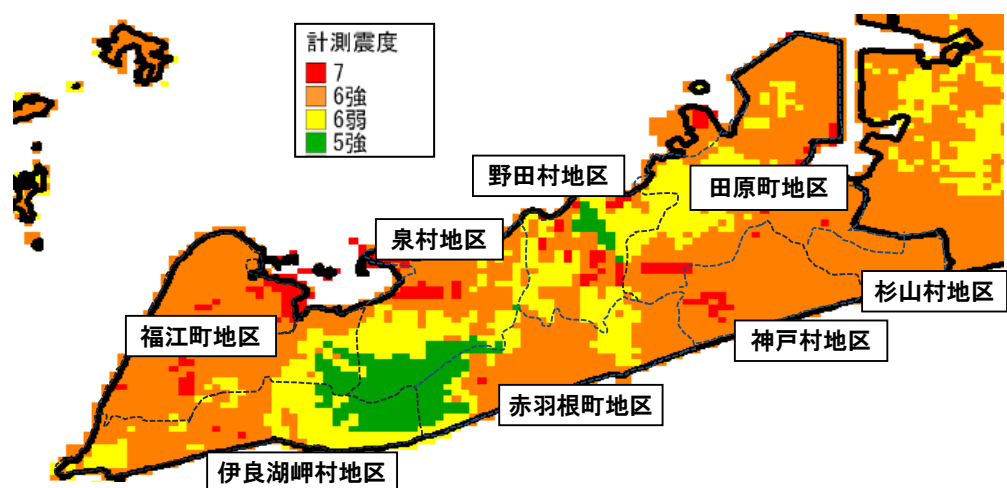 計測震度
7
6強
6弱
5強
野田村地区
田原町地区
泉村地区
杉山村地区
福江町地区
神戸村地区
赤羽根町地区
伊良湖岬村地区